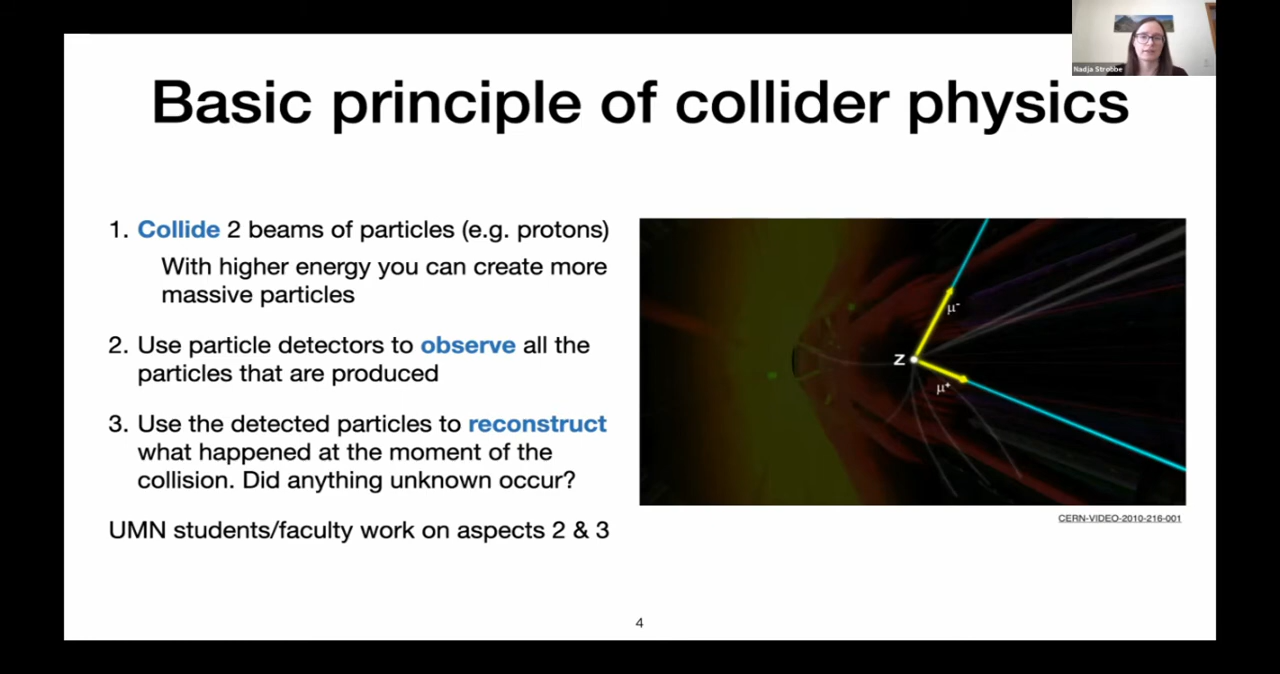 Nadja Strobbe
Basic principle of collider physics
1. Collide 2 beams of particles (e.g. protons)
With higher energy you can create more
massive particles
2. Use particle detectors to observe all the
particles that are produced
3. Use the detected particles to reconstruct
what happened at the moment of the
collision. Did anything unknown occur?
UMN students/faculty work on aspects 2 & 3
μ-
Z
μ+
CERN-VIDEO-2010-216-001
4